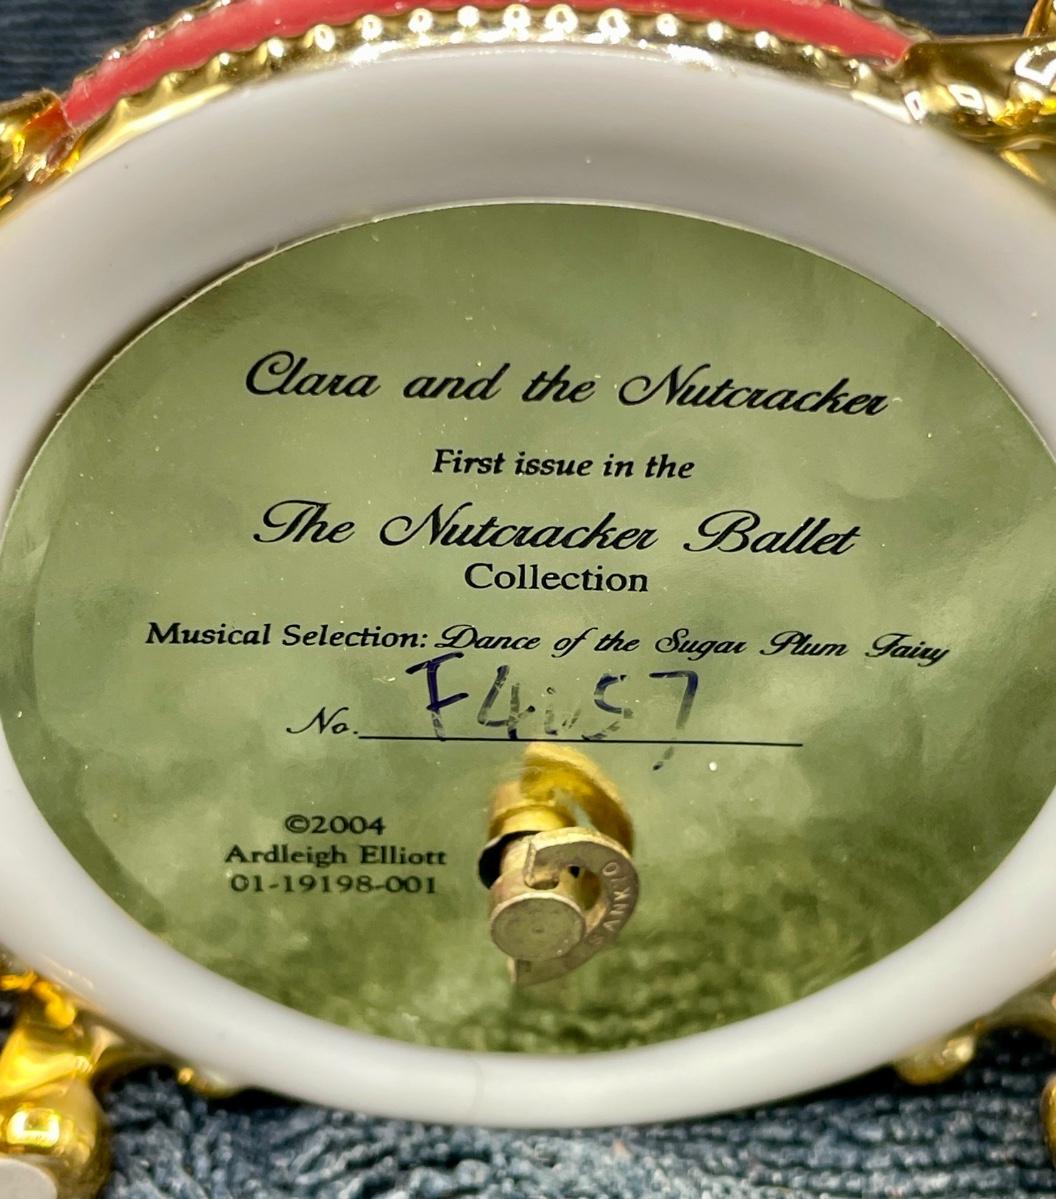 Clara and the Nutcracker
First issue in the
The Nutcracker Ballet
Collection
Musical Selection: Dance of the Sugar Plum Fairy
No.
©2004
Ardleigh Elliott
01-19198-001
SANKYO